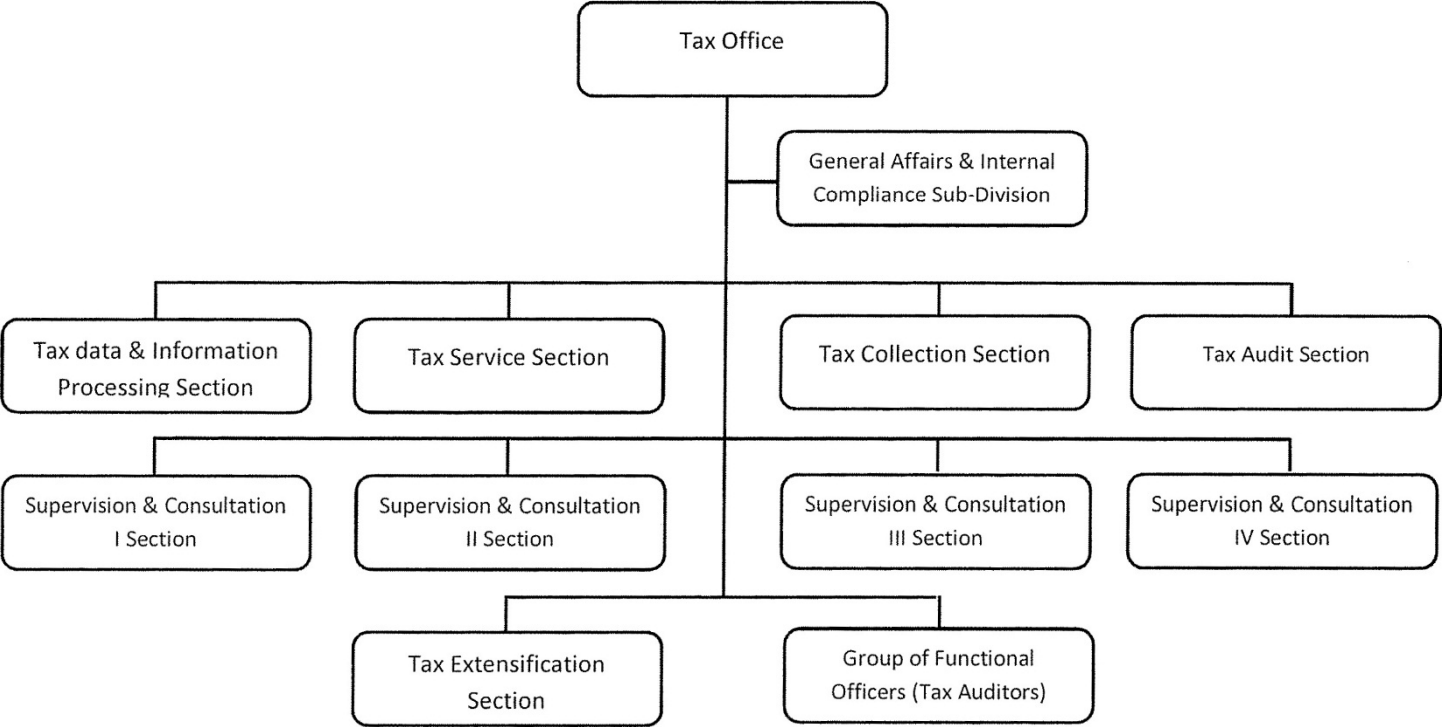 Tax Office
General Affairs & Internal
Compliance Sub-Division
Tax data & Information
Processing Section
Tax Service Section
Tax Collection Section
Tax Audit Section
Supervision & Consultation
I Section
Supervision & Consultation
II Section
Supervision & Consultation
III Section
Supervision & Consultation
IV Section
Tax Extensification
Section
Group of Functional
Officers (Tax Auditors)